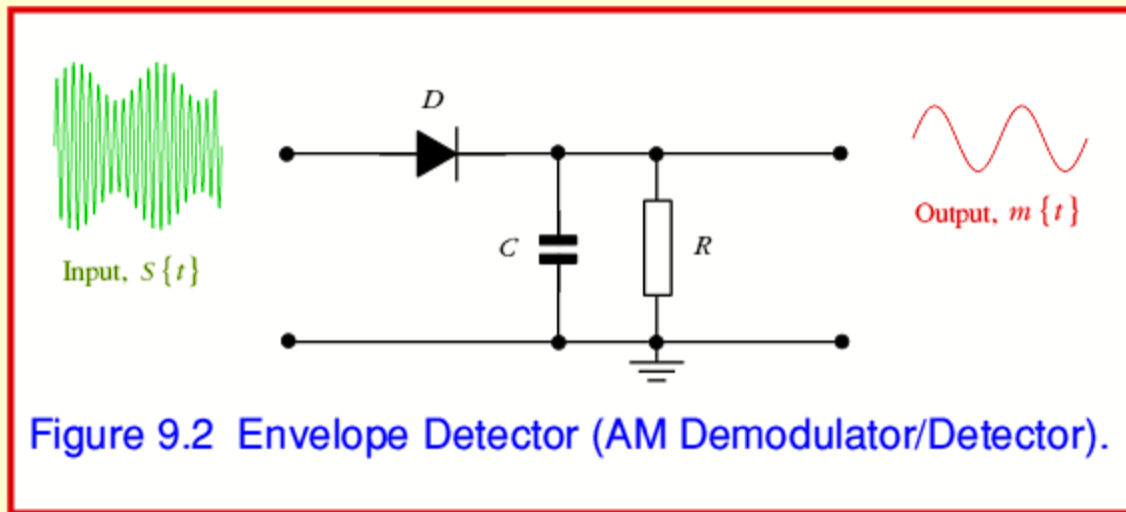 D
C
R
Input, S{t}
Output, m{t}
Figure 9.2 Envelope Detector (AM Demodulator/Detector).